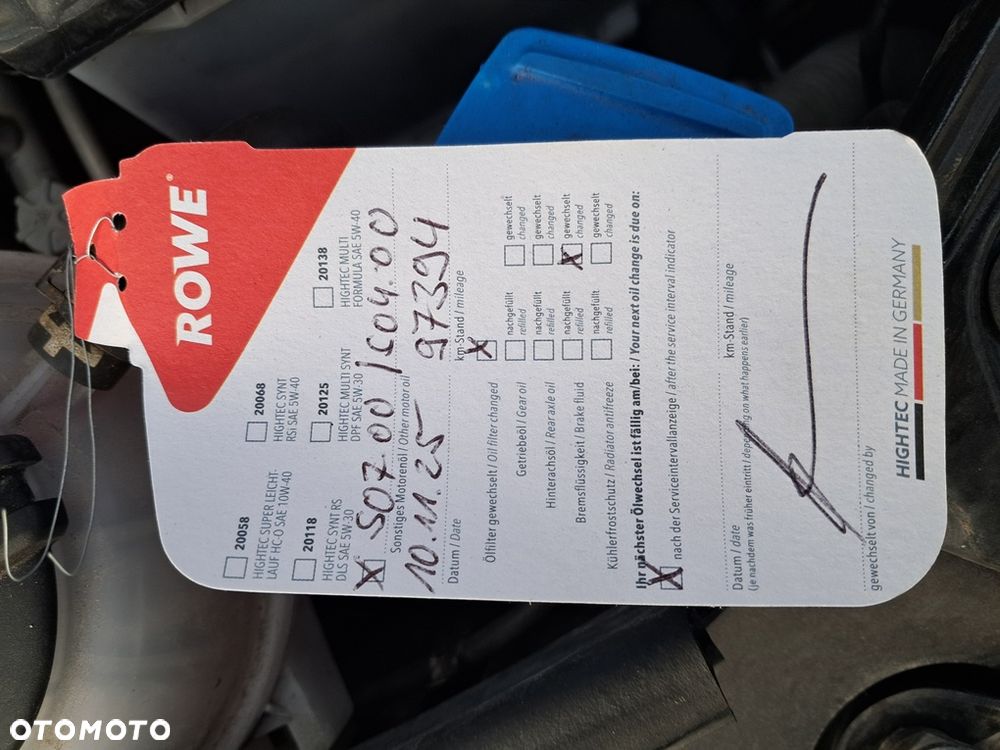 ROWE®
20058
HIGHTEC SUPER LEICHT-
LAUF HC-O SAE 10W-40
20068
HIGHTEC SYNT
RSi SAE 5W-40
20118
HIGHTEC SYNT RS
DLS SAE 5W-30
20125
HIGHTEC MULTI SYNT
DPF SAE 5W-30
20138
HIGHTEC MULTI
FORMULA SAE 5W-40
X 507.00 / 504.00
Sonstiges Motorenöl / Other motor oil
10.11.25 97394
Datum / Date km-Stand / mileage
Ölfilter gewechselt / Oil filter changed X
Getriebeöl / Gear oil nachgefüllt refilled gewechselt changed
Hinterachsöl / Rear axle oil nachgefüllt refilled gewechselt changed
Bremsflüssigkeit / Brake fluid nachgefüllt refilled X gewechselt changed
Kühlerfrostschutz / Radiator antifreeze nachgefüllt refilled gewechselt changed
Ihr nächster Ölwechsel ist fällig am/bei: / Your next oil change is due on:
X nach der Serviceintervallanzeige / after the service interval indicator
Datum / date km-Stand / mileage
(je nachdem was früher eintritt / depending on what happens earlier)
gewechselt von / changed by
HIGHTEC MADE IN GERMANY
OTOMOTO